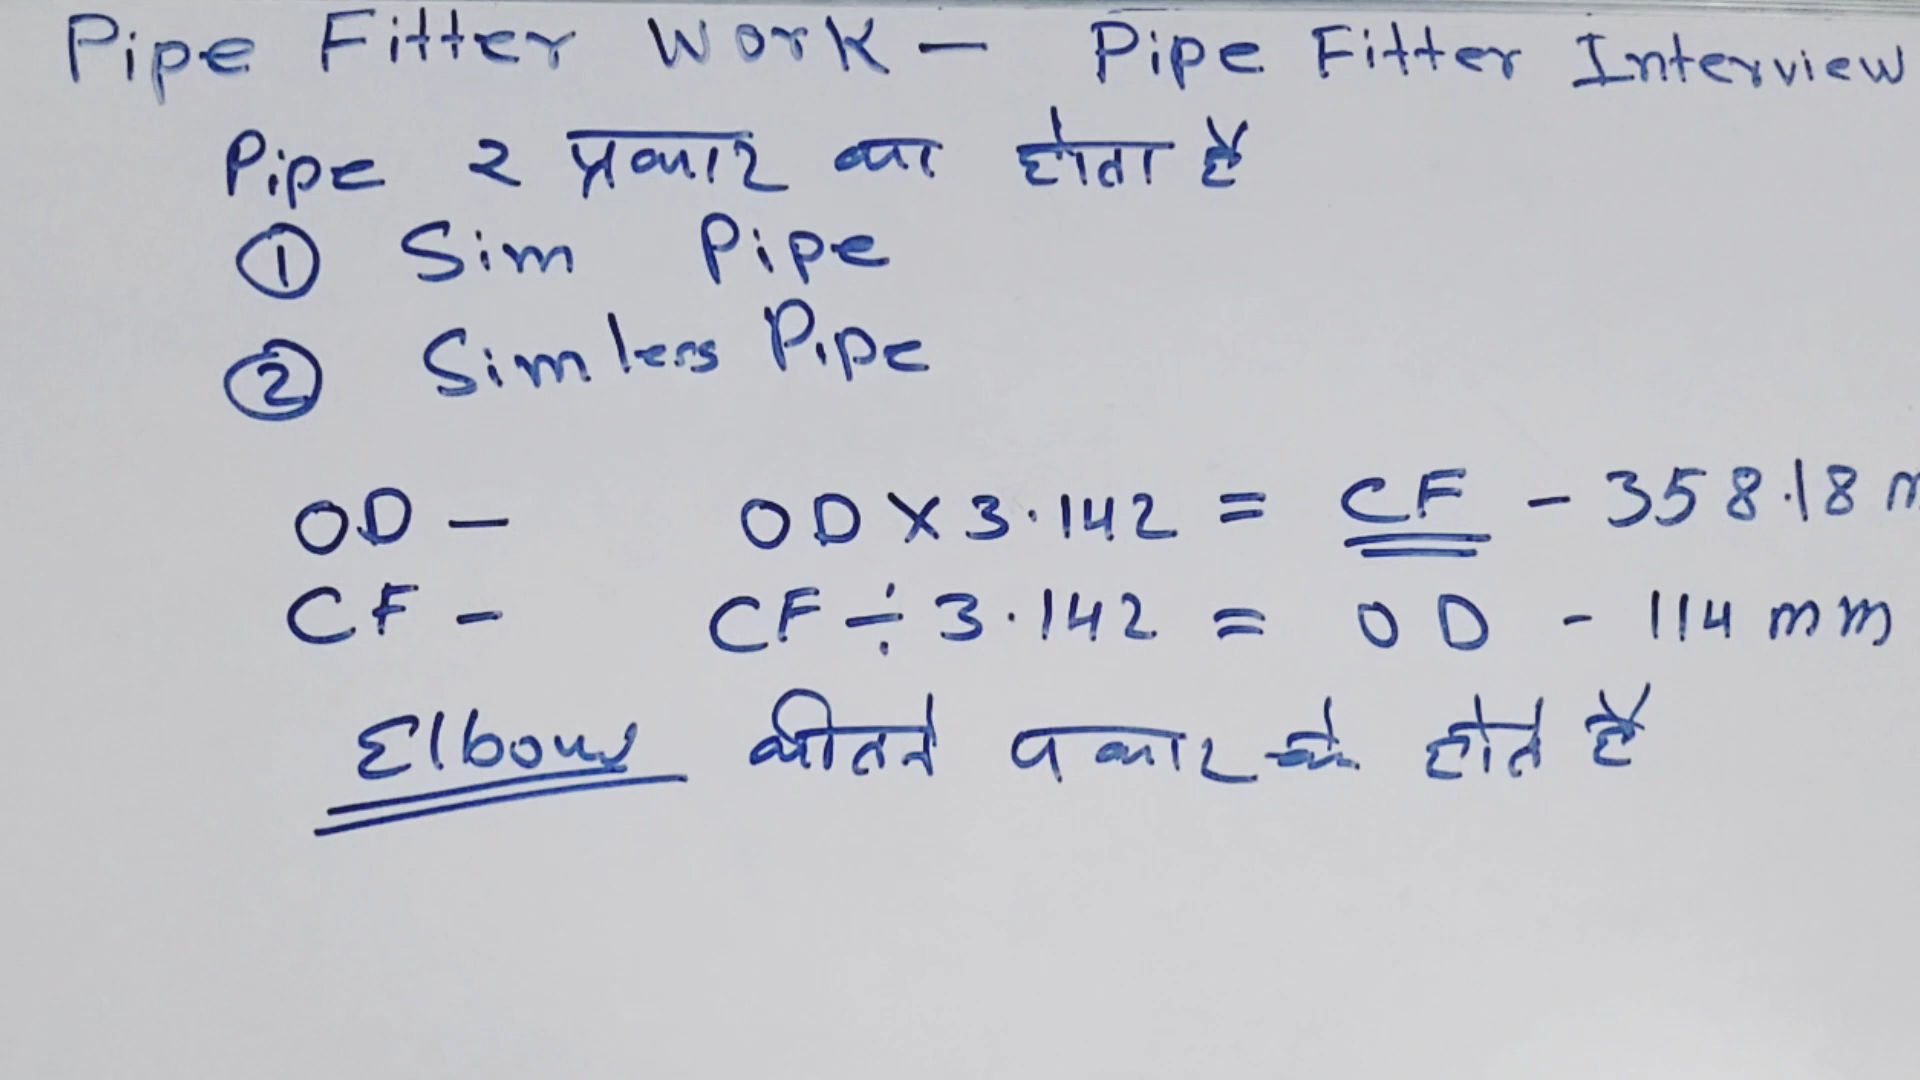 Pipe Fitter Work - Pipe Fitter Interview
Pipe 2 प्रकार का होता है
① Sim Pipe
② Simless Pipe
OD - OD X 3.142 = CF - 358.18 m
CF - CF ÷ 3.142 = OD - 114 mm
Elbow कीतने पकार के होते है